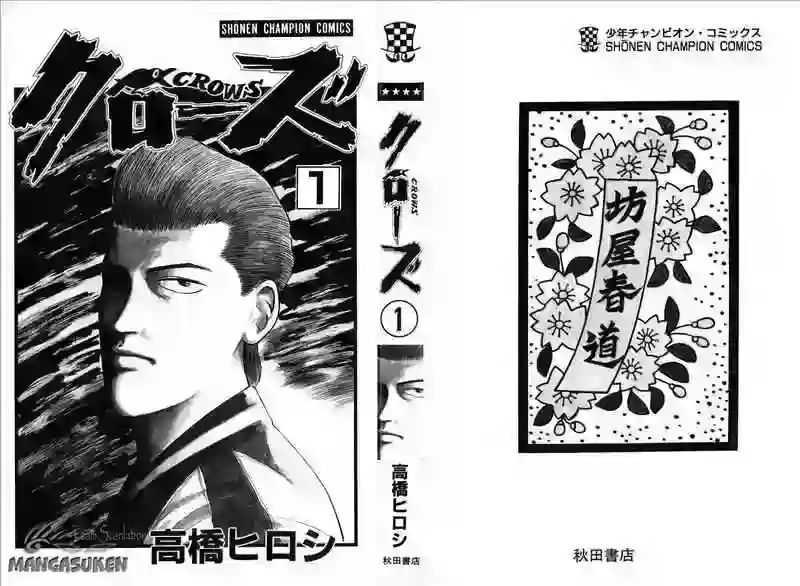 SHŌNEN CHAMPION COMICS
クローズ
CROWS
1
高橋ヒロシ
MANGASUKEN
クローズ
CROWS
1
高橋ヒロシ
秋田書店
少年チャンピオン・コミックス
SHŌNEN CHAMPION COMICS
坊屋春道
秋田書店